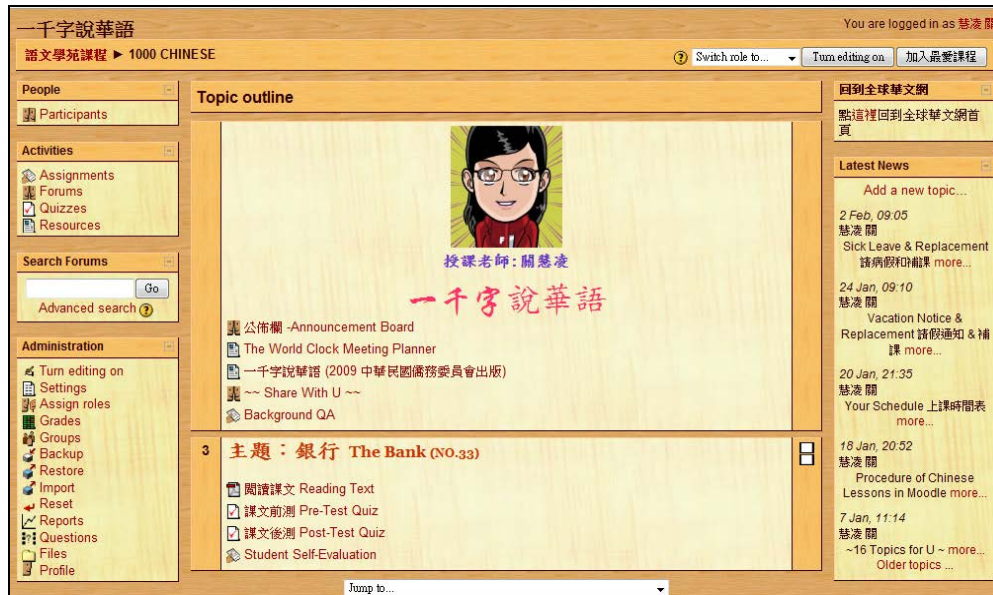 一千字說華語
You are logged in as 慧凌 關
語文學苑課程 ► 1000 CHINESE
Switch role to...
Turn editing on
加入最愛課程
People
Participants
Activities
Assignments
Forums
Quizzes
Resources
Search Forums
Go
Advanced search
Administration
Turn editing on
Settings
Assign roles
Grades
Groups
Backup
Restore
Import
Reset
Reports
Questions
Files
Profile
Topic outline
授課老師:關慧凌
一千字說華語
公佈欄 -Announcement Board
The World Clock Meeting Planner
一千字說華語 (2009 中華民國僑務委員會出版)
~~ Share With U ~~
Background QA
3
主題：銀行 The Bank (NO.33)
閱讀課文 Reading Text
課文前測 Pre-Test Quiz
課文後測 Post-Test Quiz
Student Self-Evaluation
Jump to...
回到全球華文網
點這裡回到全球華文網首
頁
Latest News
Add a new topic...
2 Feb, 09:05
慧凌 關
Sick Leave & Replacement
請病假和補課 more...
24 Jan, 09:10
慧凌 關
Vacation Notice &
Replacement 請假通知 & 補
課 more...
20 Jan, 21:35
慧凌 關
Your Schedule 上課時間表
more...
18 Jan, 20:52
慧凌 關
Procedure of Chinese
Lessons in Moodle more...
7 Jan, 11:14
慧凌 關
~16 Topics for U ~ more...
Older topics ...